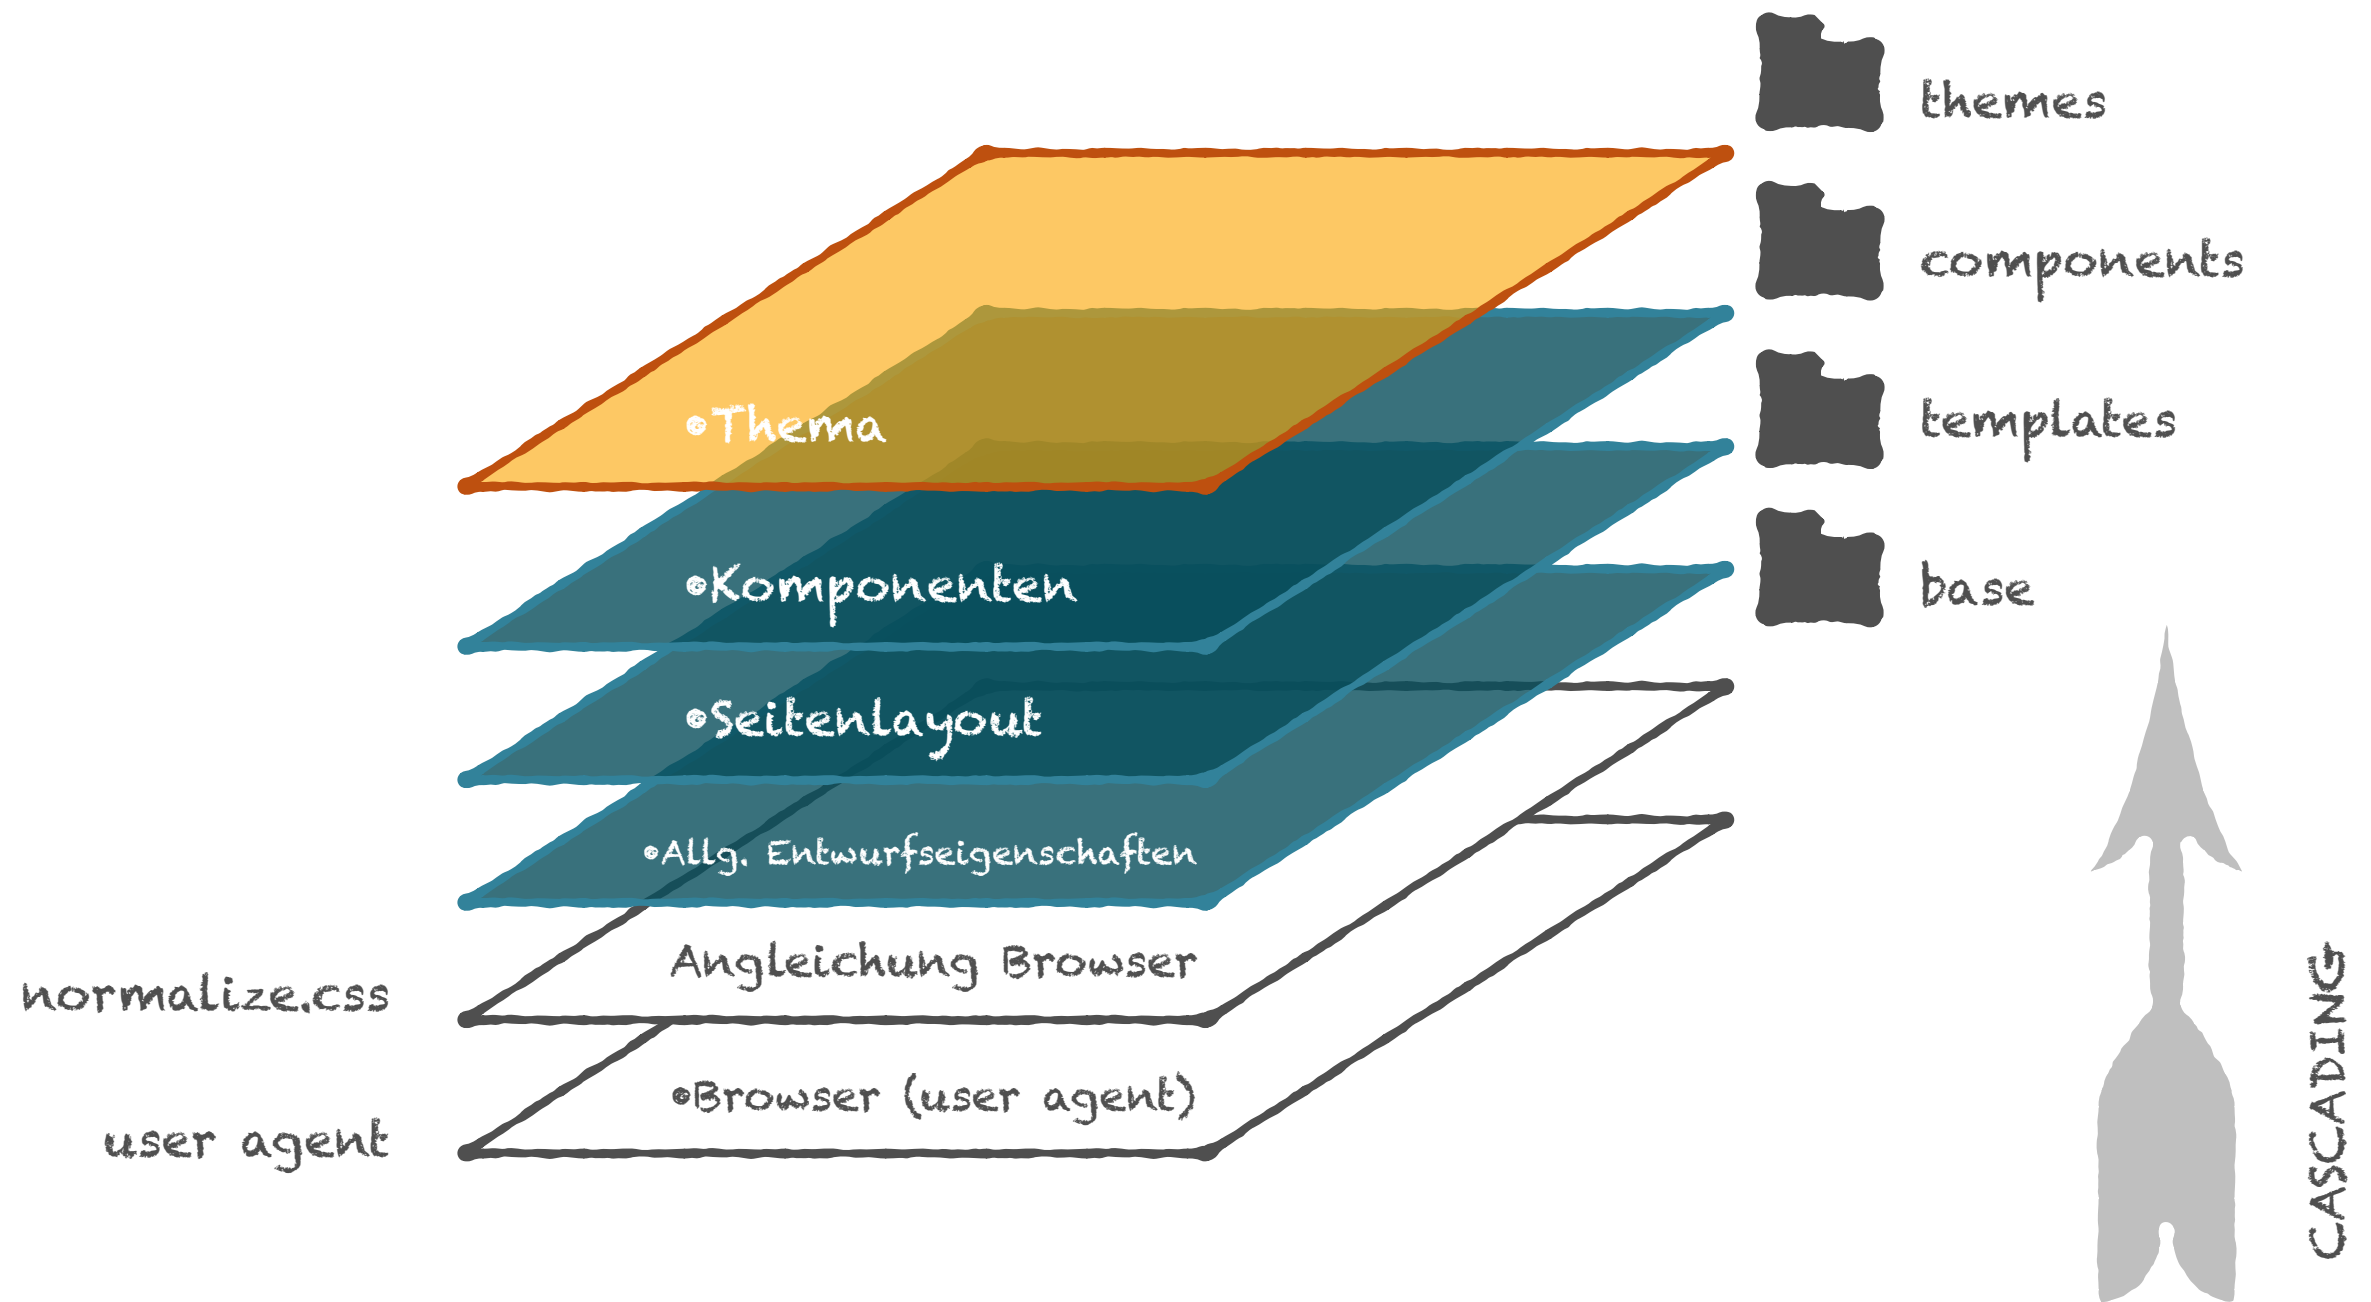 themes
components
templates
base
•Thema
•Komponenten
•Seitenlayout
•Allg. Entwurfseigenschaften
Angleichung Browser
•Browser (user agent)
normalize.css
user agent
CASCADING